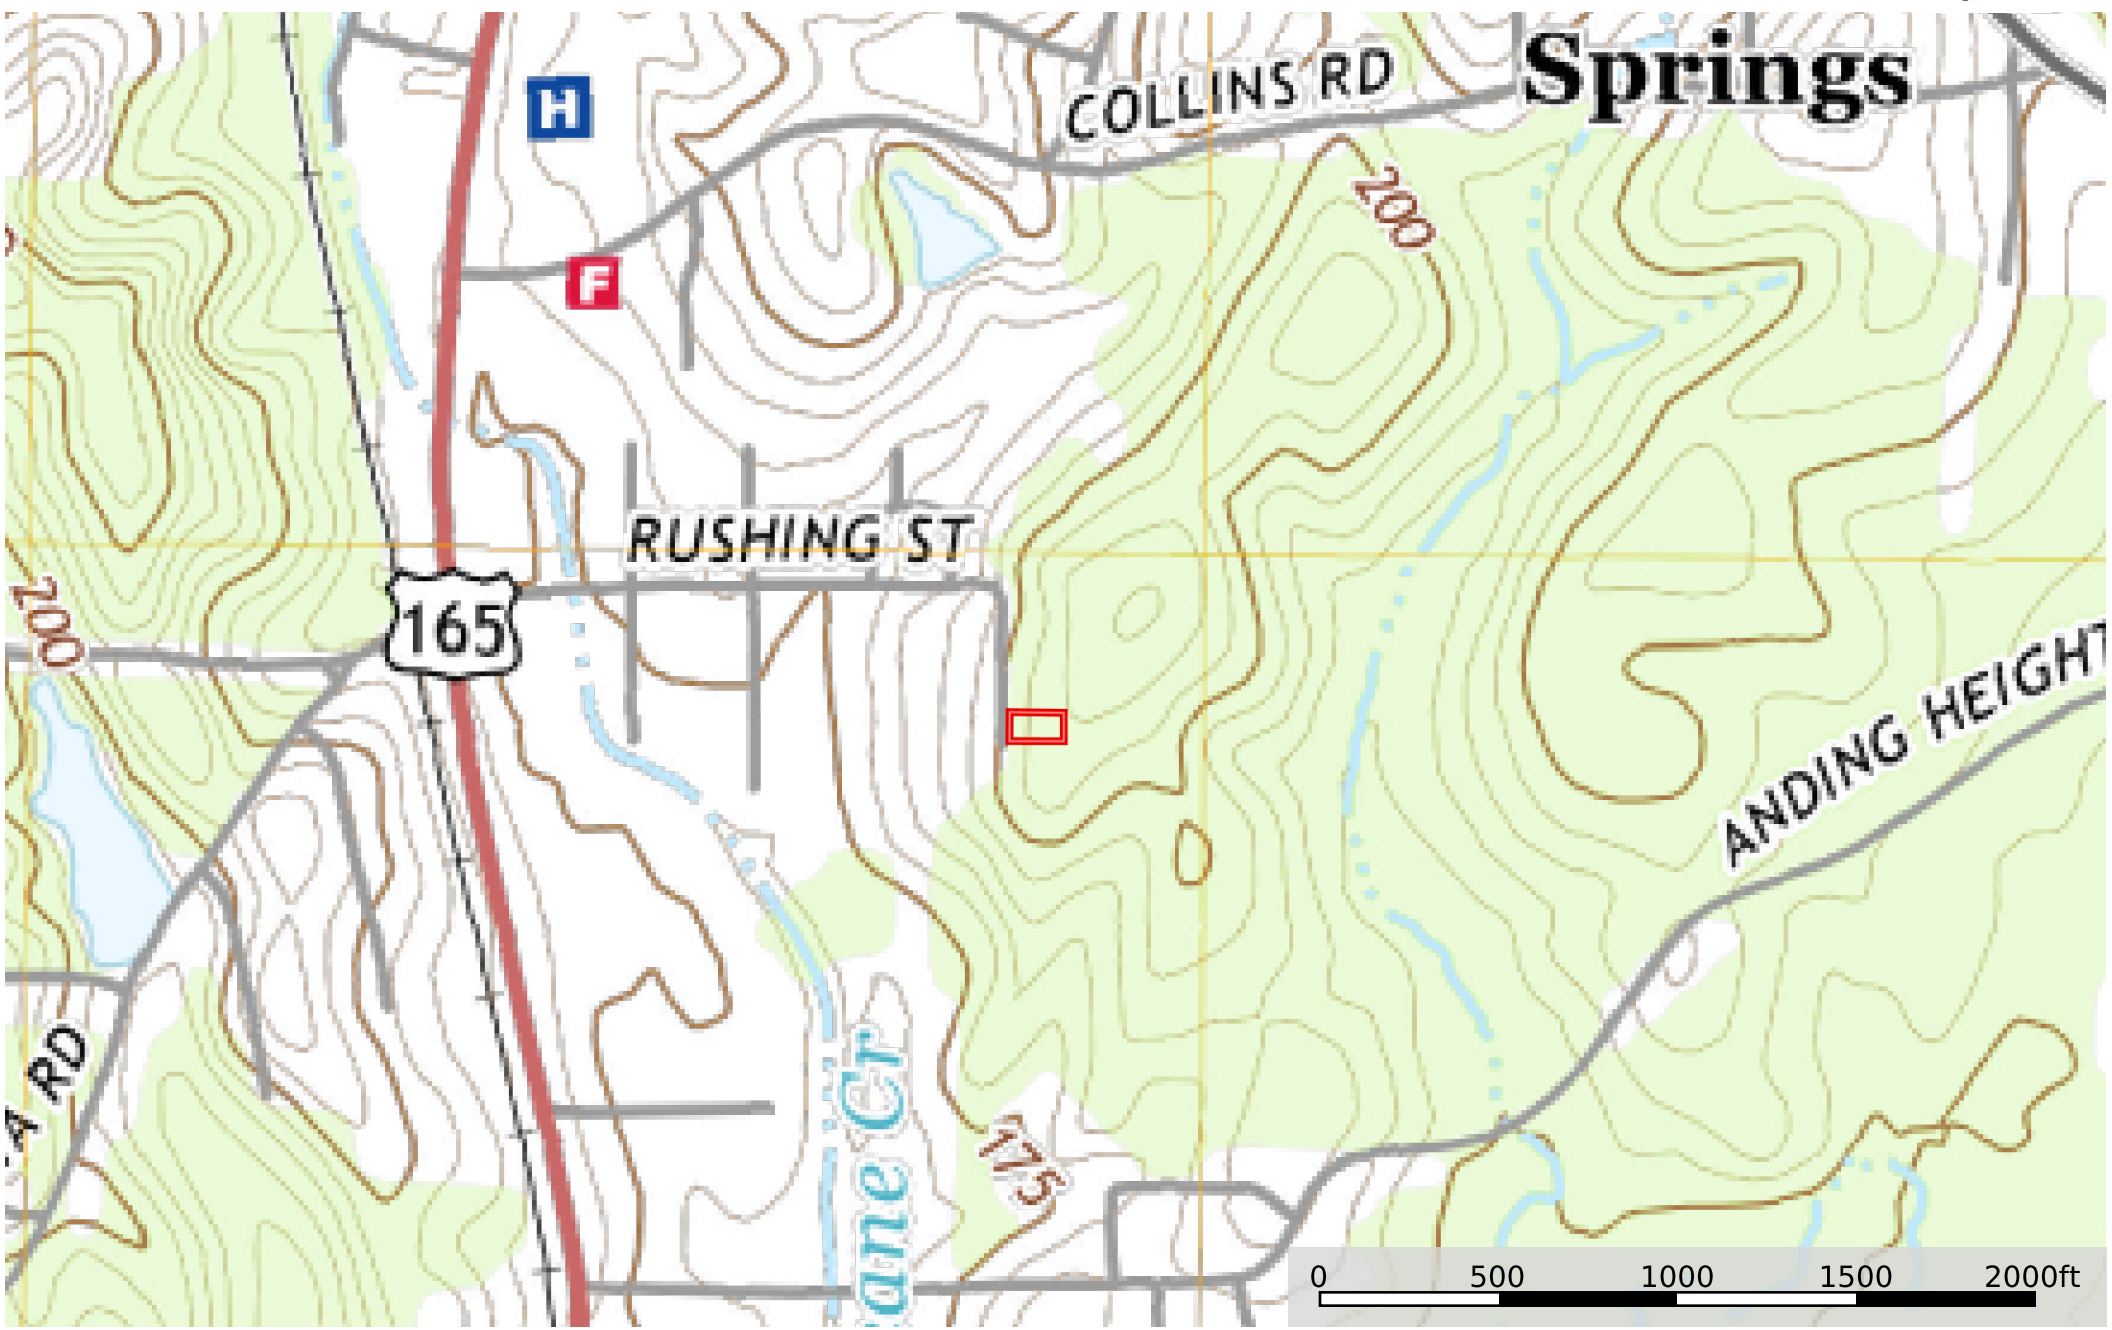 Springs
COLLINS RD
H
200
F
RUSHING ST
165
200
ANDING HEIGHT
A RD
175
ane Cr
0 500 1000 1500 2000ft